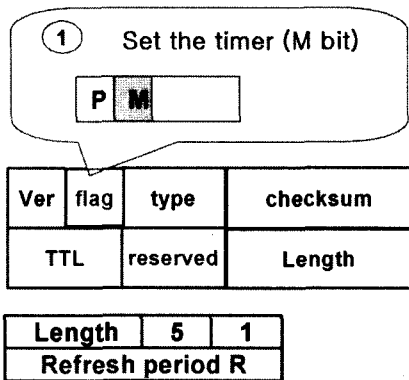 1 Set the timer (M bit)
P M
Ver flag type checksum
TTL reserved Length
Length 5 1
Refresh period R